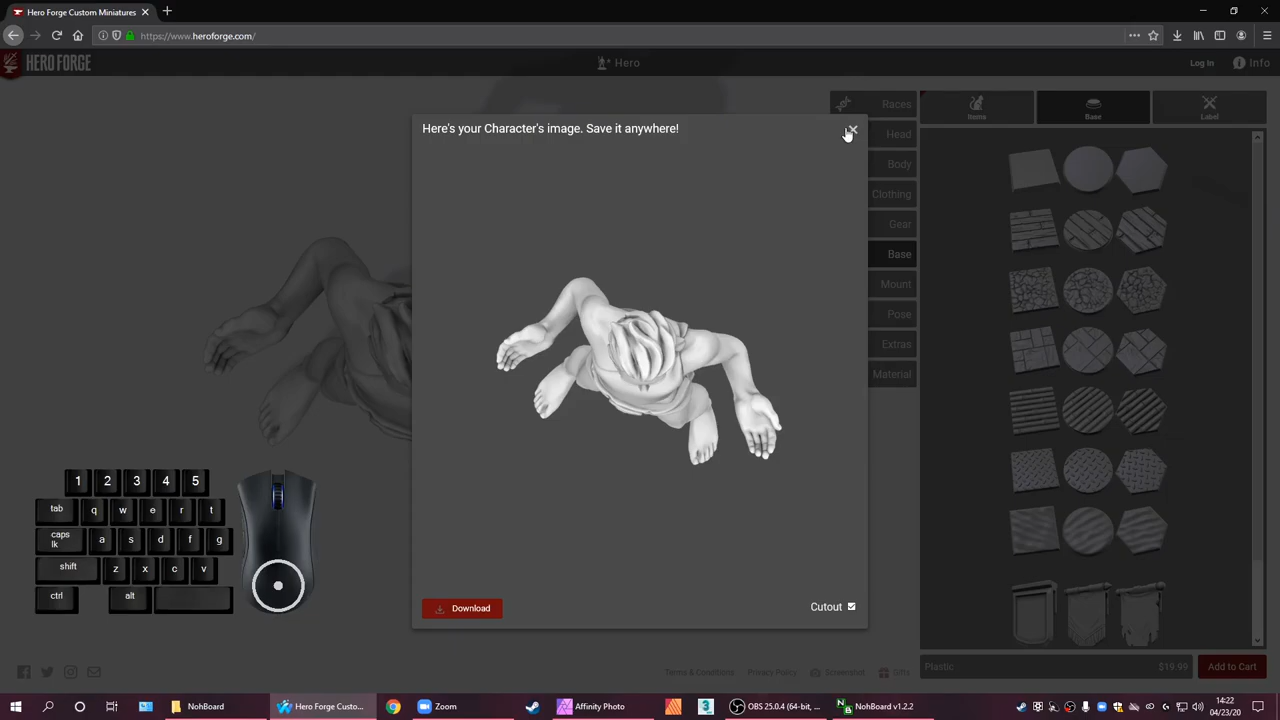 Hero Forge Custom Miniatures
https://www.heroforge.com/
HERO FORGE
Hero
Log In
Info
Here's your Character's image. Save it anywhere!
Races
Head
Body
Clothing
Gear
Base
Mount
Pose
Extras
Material
Items
Base
Label
1 2 3 4 5
tab q w e r t
caps
lk a s d f g
shift z x c v
ctrl alt
Download
Cutout
Terms & Conditions
Privacy Policy
Screenshot
Gifts
Plastic
$19.99
Add to Cart
NohBoard
Hero Forge Custo...
Zoom
Affinity Photo
OBS 25.0.4 (64-bit, ...
NohBoard v1.2.2
14:22
04/23/20